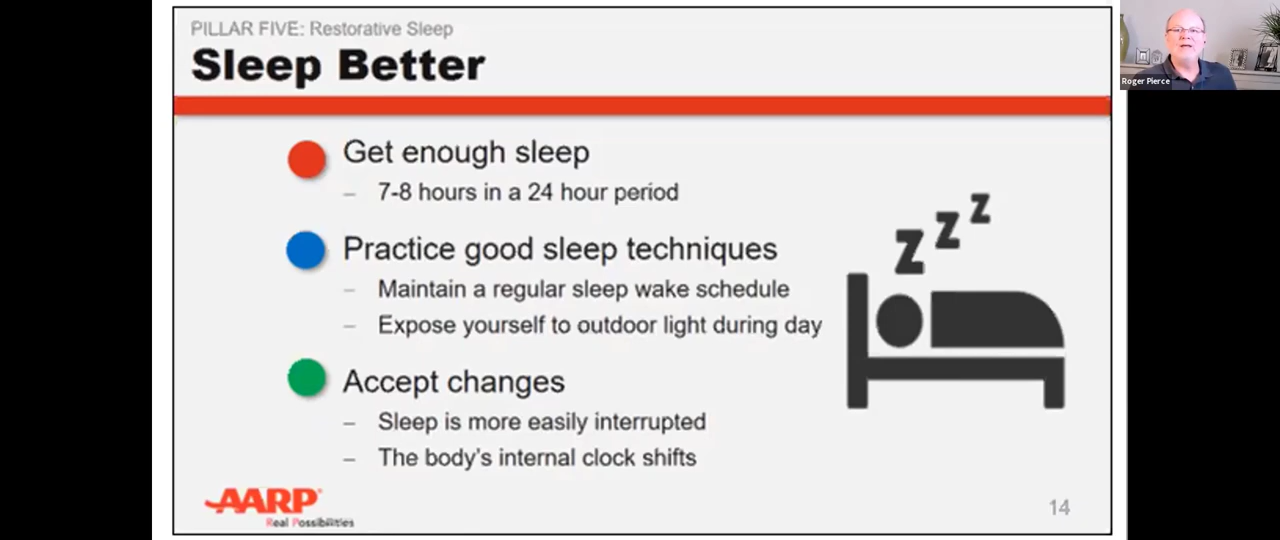 PILLAR FIVE: Restorative Sleep
Sleep Better
Get enough sleep
– 7-8 hours in a 24 hour period
Practice good sleep techniques
– Maintain a regular sleep wake schedule
– Expose yourself to outdoor light during day
Accept changes
– Sleep is more easily interrupted
– The body's internal clock shifts
z z z
AARP
Real Possibilities
14
Roger Pierce